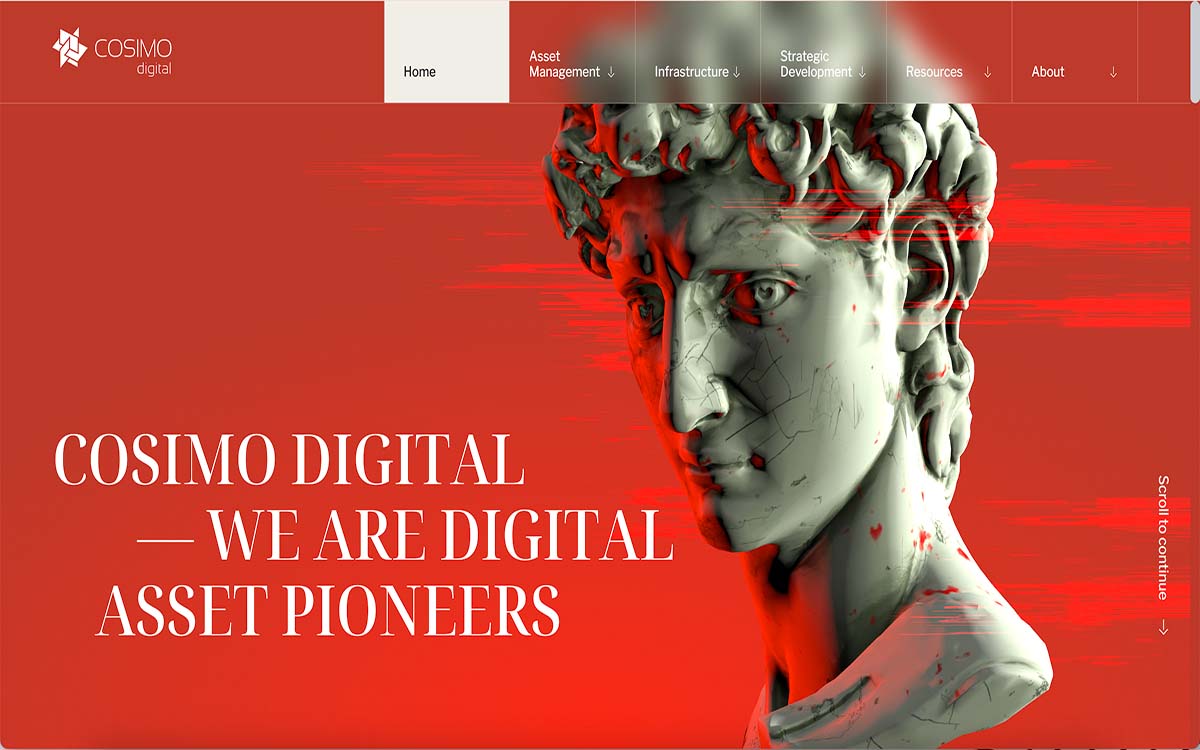 COSIMO
digital
Home
Asset
Management ↓
Infrastructure ↓
Strategic
Development ↓
Resources ↓
About ↓
COSIMO DIGITAL
— WE ARE DIGITAL
ASSET PIONEERS
Scroll to continue →